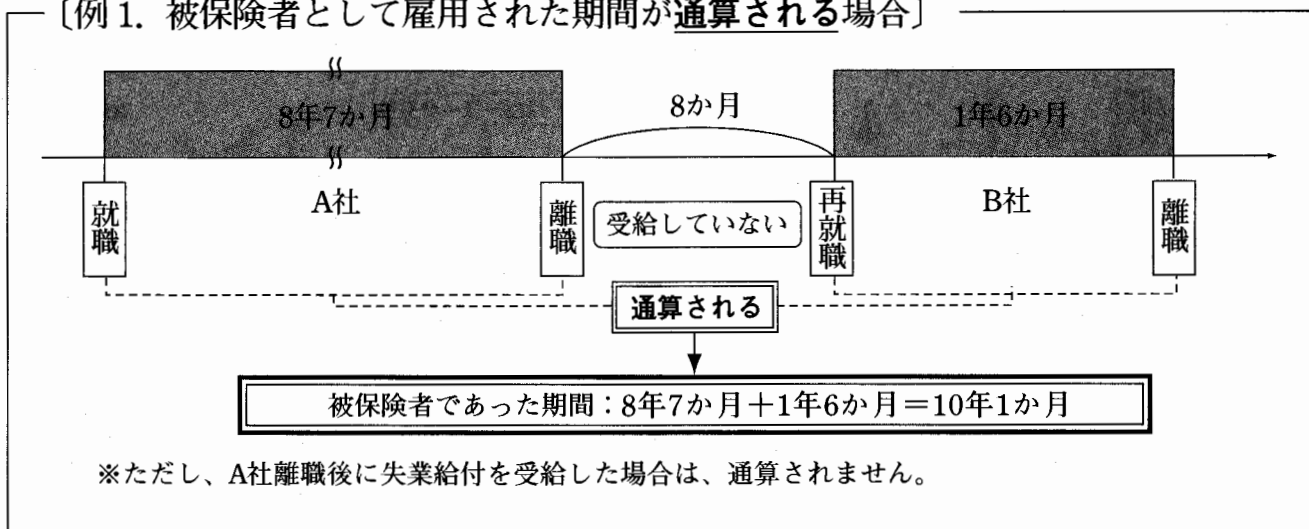 〔例1. 被保険者として雇用された期間が通算される場合〕
8年7か月
8か月
1年6か月
就職
A社
離職
受給していない
再就職
B社
離職
通算される
被保険者であった期間：8年7か月＋1年6か月＝10年1か月
※ただし、A社離職後に失業給付を受給した場合は、通算されません。